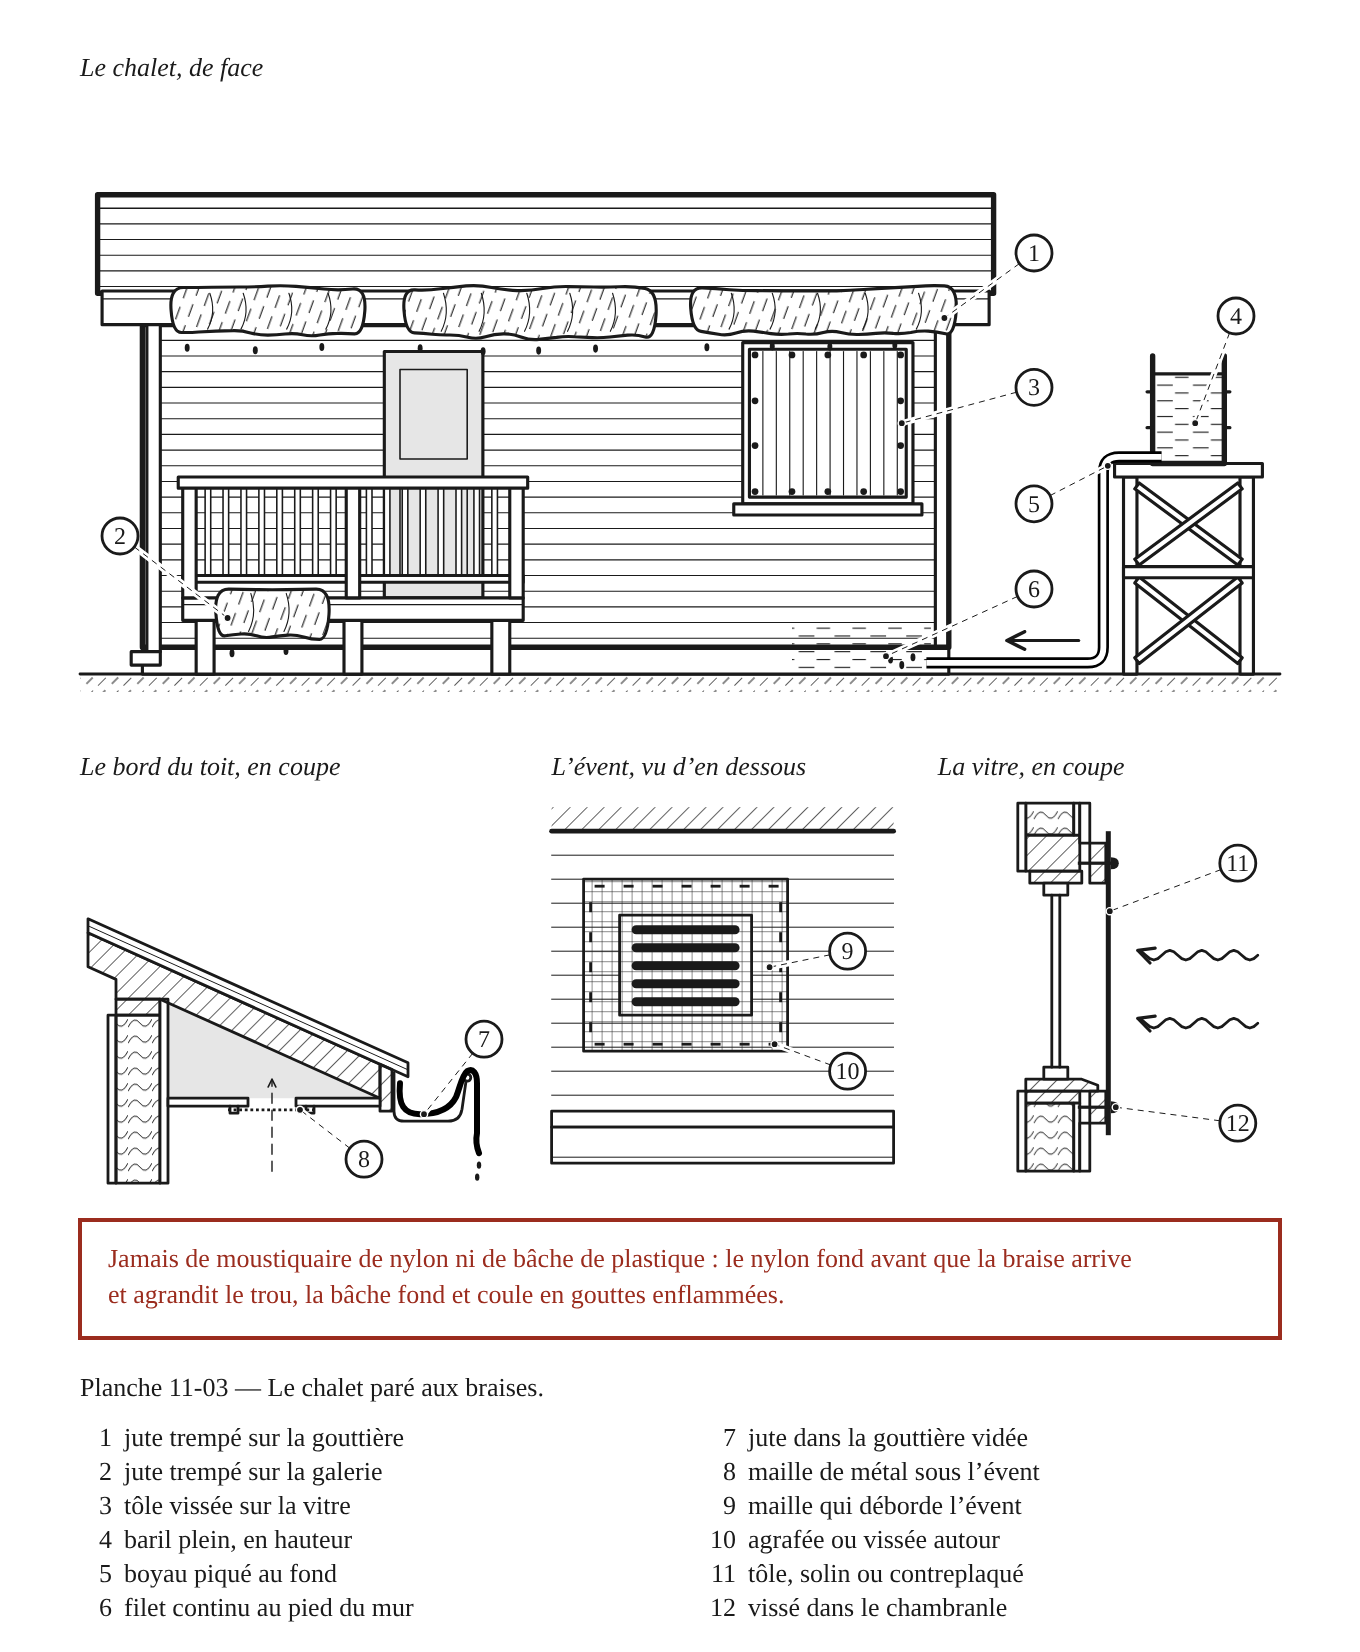 Le chalet, de face
1
4
3
5
2
6
Le bord du toit, en coupe
L’évent, vu d’en dessous
La vitre, en coupe
11
9
7
10
12
8
Jamais de moustiquaire de nylon ni de bâche de plastique : le nylon fond avant que la braise arrive
et agrandit le trou, la bâche fond et coule en gouttes enflammées.
Planche 11-03 — Le chalet paré aux braises.
1 jute trempé sur la gouttière
2 jute trempé sur la galerie
3 tôle vissée sur la vitre
4 baril plein, en hauteur
5 boyau piqué au fond
6 filet continu au pied du mur
7 jute dans la gouttière vidée
8 maille de métal sous l’évent
9 maille qui déborde l’évent
10 agrafée ou vissée autour
11 tôle, solin ou contreplaqué
12 vissé dans le chambranle